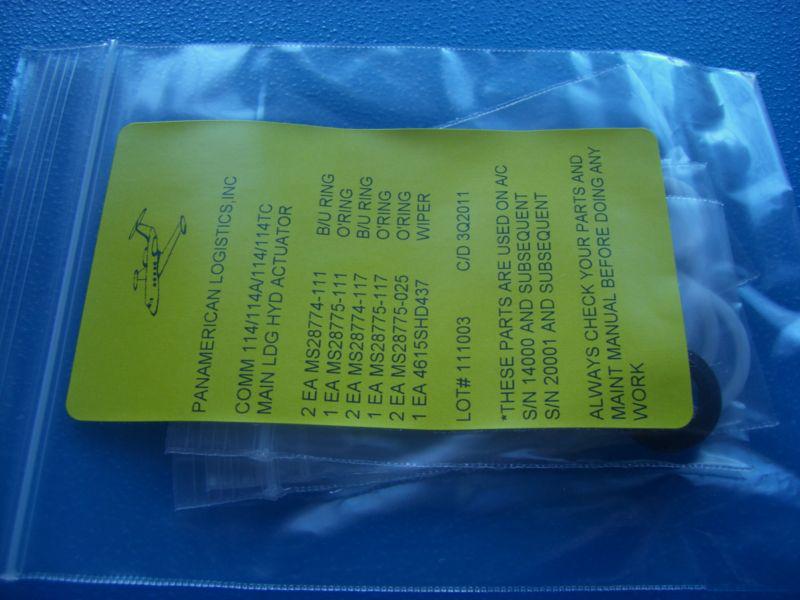 PANAMERICAN LOGISTICS,INC
COMM 114/114A/114/114TC
MAIN LDG HYD ACTUATOR
2 EA MS28774-111 B/U RING
1 EA MS28775-111 O'RING
2 EA MS28774-117 B/U RING
1 EA MS28775-117 O'RING
2 EA MS28775-025 O'RING
1 EA 4615SHD437 WIPER
LOT# 111003 C/D 3Q2011
*THESE PARTS ARE USED ON A/C
S/N 14000 AND SUBSEQUENT
S/N 20001 AND SUBSEQUENT
ALWAYS CHECK YOUR PARTS AND
MAINT MANUAL BEFORE DOING ANY
WORK